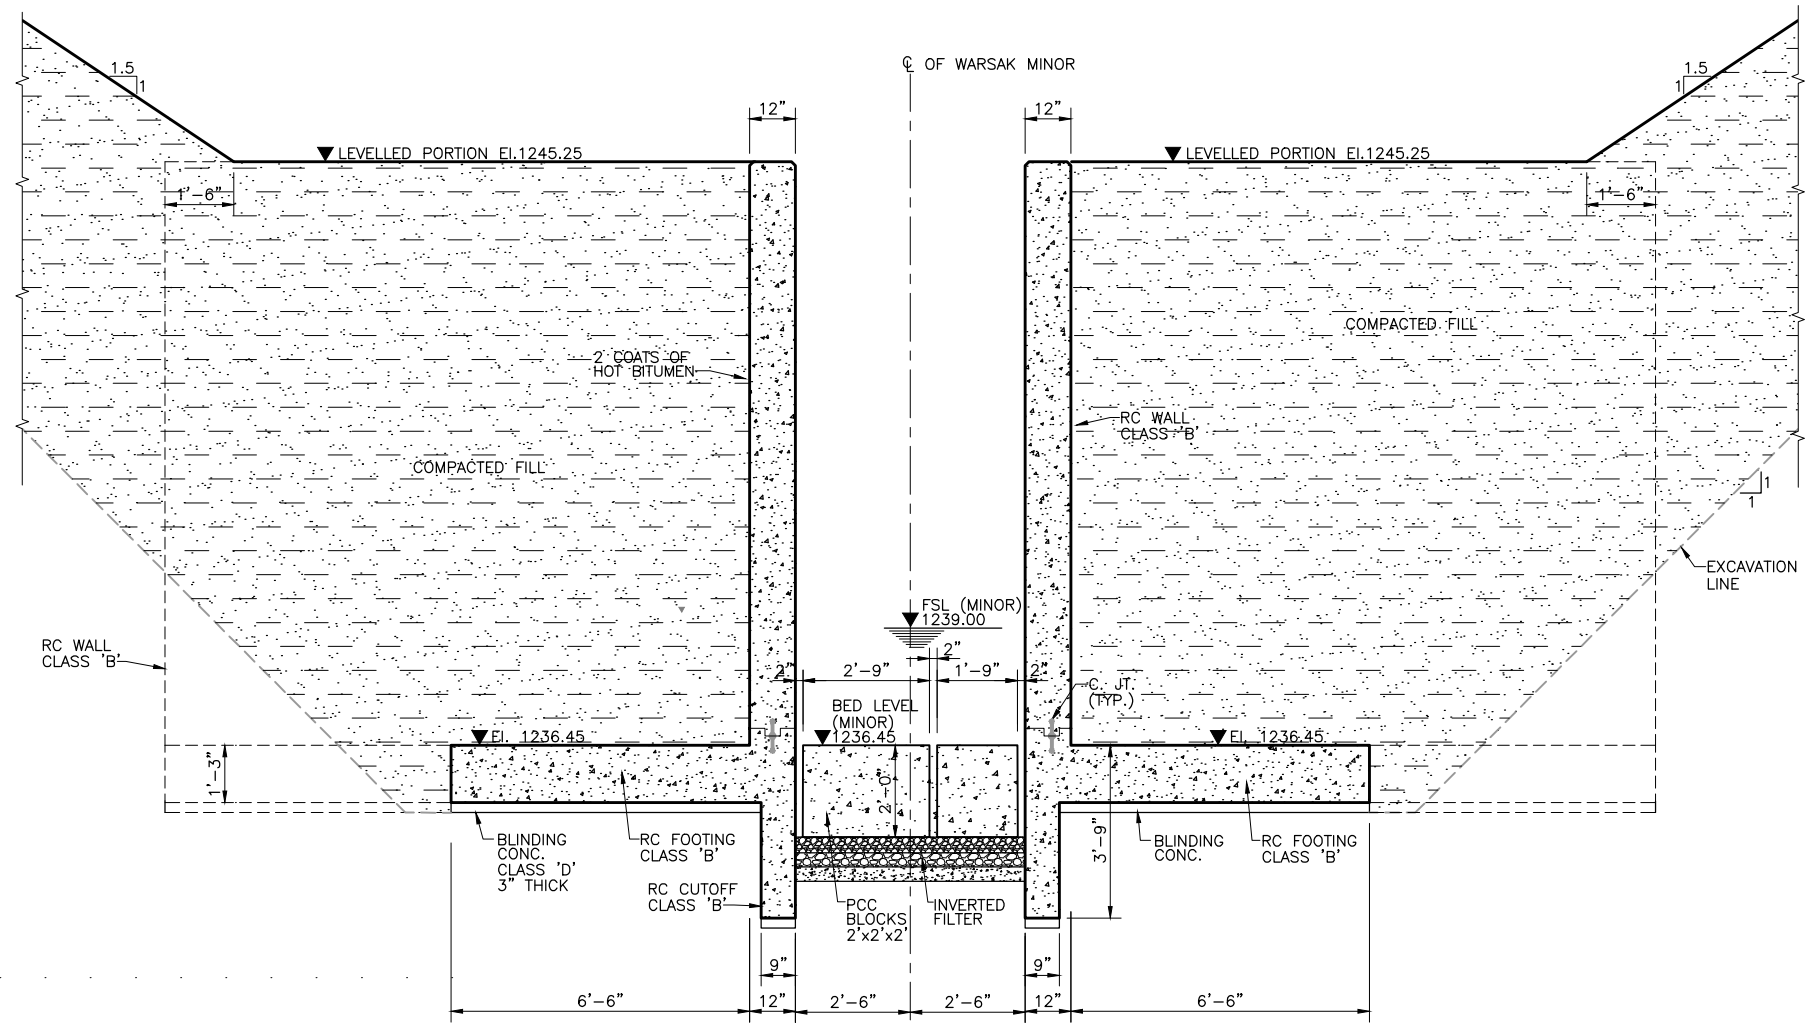 ℄ OF WARSAK MINOR
1.5
1
1.5
1
12"
12"
LEVELLED PORTION El.1245.25
LEVELLED PORTION El.1245.25
1'-6"
1'-6"
COMPACTED FILL
2 COATS OF
HOT BITUMEN
RC WALL
CLASS 'B'
COMPACTED FILL
1
1
EXCAVATION
LINE
FSL (MINOR)
1239.00
RC WALL
CLASS 'B'
2"
2"
2'-9"
1'-9"
2"
C. JT.
(TYP.)
BED LEVEL
(MINOR)
1236.45
El. 1236.45
El. 1236.45
1'-3"
2'-0"
3'-9"
BLINDING
CONC.
CLASS 'D'
3" THICK
RC FOOTING
CLASS 'B'
BLINDING
CONC.
RC FOOTING
CLASS 'B'
RC CUTOFF
CLASS 'B'
PCC
BLOCKS
2'x2'x2'
INVERTED
FILTER
9"
9"
6'-6"
12"
2'-6"
2'-6"
12"
6'-6"